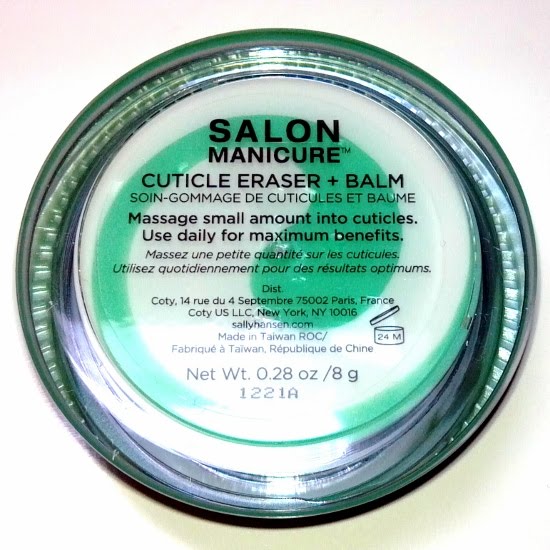 SALON
MANICURE™
CUTICLE ERASER + BALM
SOIN-GOMMAGE DE CUTICULES ET BAUME
Massage small amount into cuticles.
Use daily for maximum benefits.
Massez une petite quantité sur les cuticules.
Utilisez quotidiennement pour des résultats optimums.
Dist.
Coty, 14 rue du 4 Septembre 75002 Paris, France
Coty US LLC, New York, NY 10016
sallyhansen.com
Made in Taiwan ROC/
Fabriqué à Taïwan, République de Chine
24 M
Net Wt. 0.28 oz /8 g
1221A